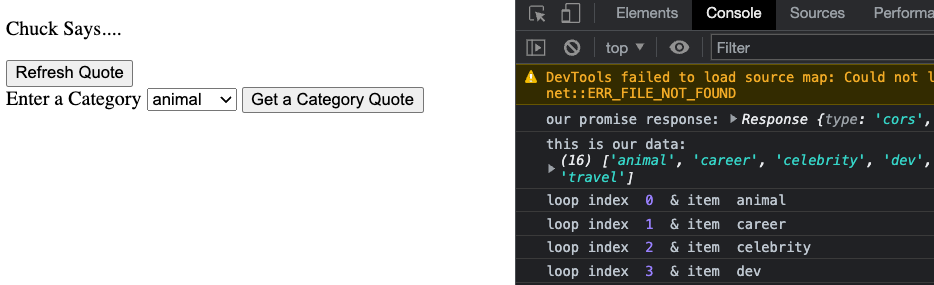 Chuck Says....
Refresh Quote
Enter a Category animal Get a Category Quote
Elements Console Sources
top Filter
DevTools failed to load source map: Could not
net::ERR_FILE_NOT_FOUND
our promise response: Response {type: 'cors',
this is our data:
(16) ['animal', 'career', 'celebrity', 'dev',
'travel']
loop index 0 & item animal
loop index 1 & item career
loop index 2 & item celebrity
loop index 3 & item dev